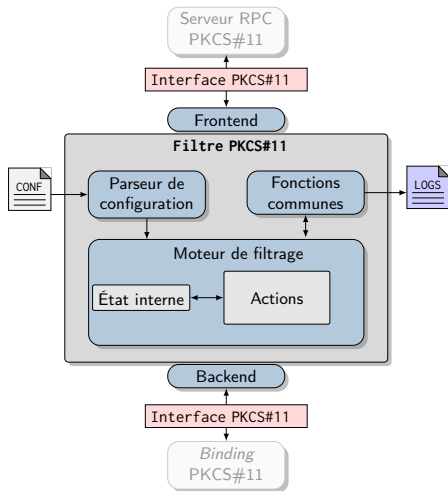 Serveur RPC
PKCS#11
Interface PKCS#11
Frontend
Filtre PKCS#11
CONF
Parseur de
configuration
Fonctions
communes
LOGS
Moteur de filtrage
État interne
Actions
Backend
Interface PKCS#11
Binding
PKCS#11